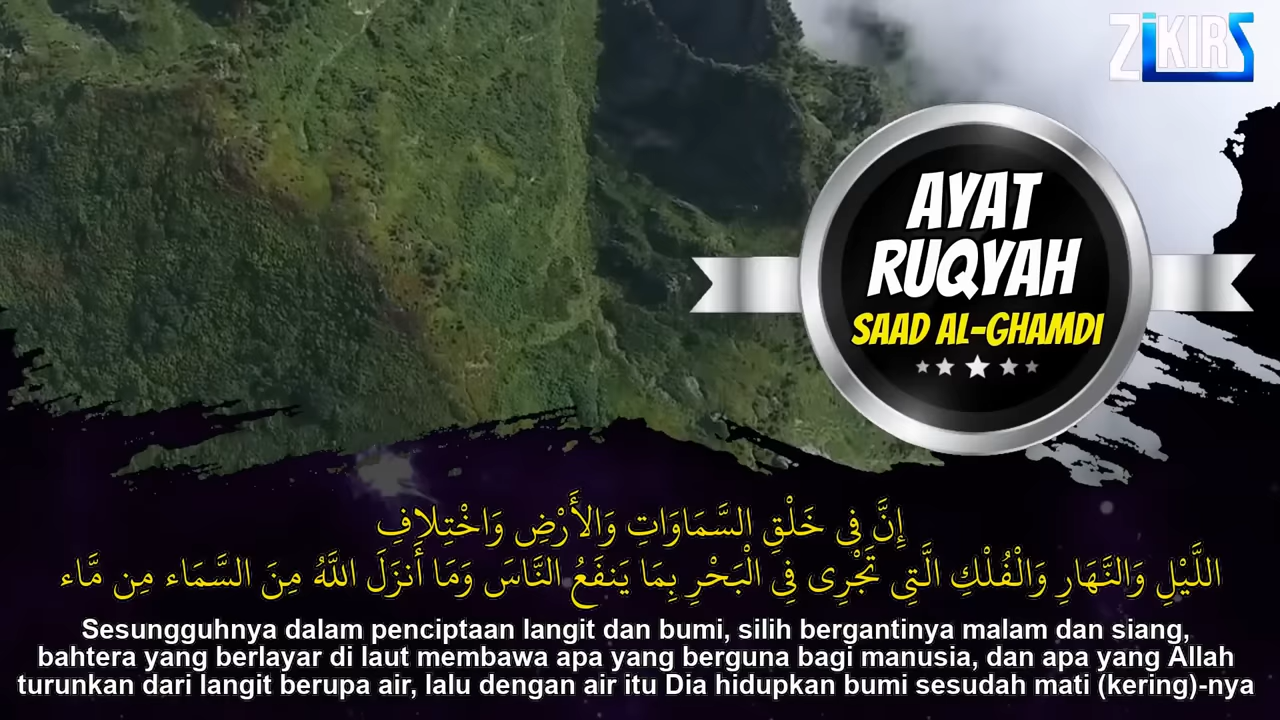 ZiKIRS
AYAT
RUQYAH
SAAD AL-GHAMDI
إِنَّ فِى خَلْقِ السَّمَاوَاتِ وَالأَرْضِ وَاخْتِلافِ
اللَّيْلِ وَالنَّهَارِ وَالْفُلْكِ الَّتِى تَجْرِى فِى الْبَحْرِ بِمَا يَنفَعُ النَّاسَ وَمَا أَنزَلَ اللَّهُ مِنَ السَّمَاء مِن مَّاء
Sesungguhnya dalam penciptaan langit dan bumi, silih bergantinya malam dan siang,
bahtera yang berlayar di laut membawa apa yang berguna bagi manusia, dan apa yang Allah
turunkan dari langit berupa air, lalu dengan air itu Dia hidupkan bumi sesudah mati (kering)-nya